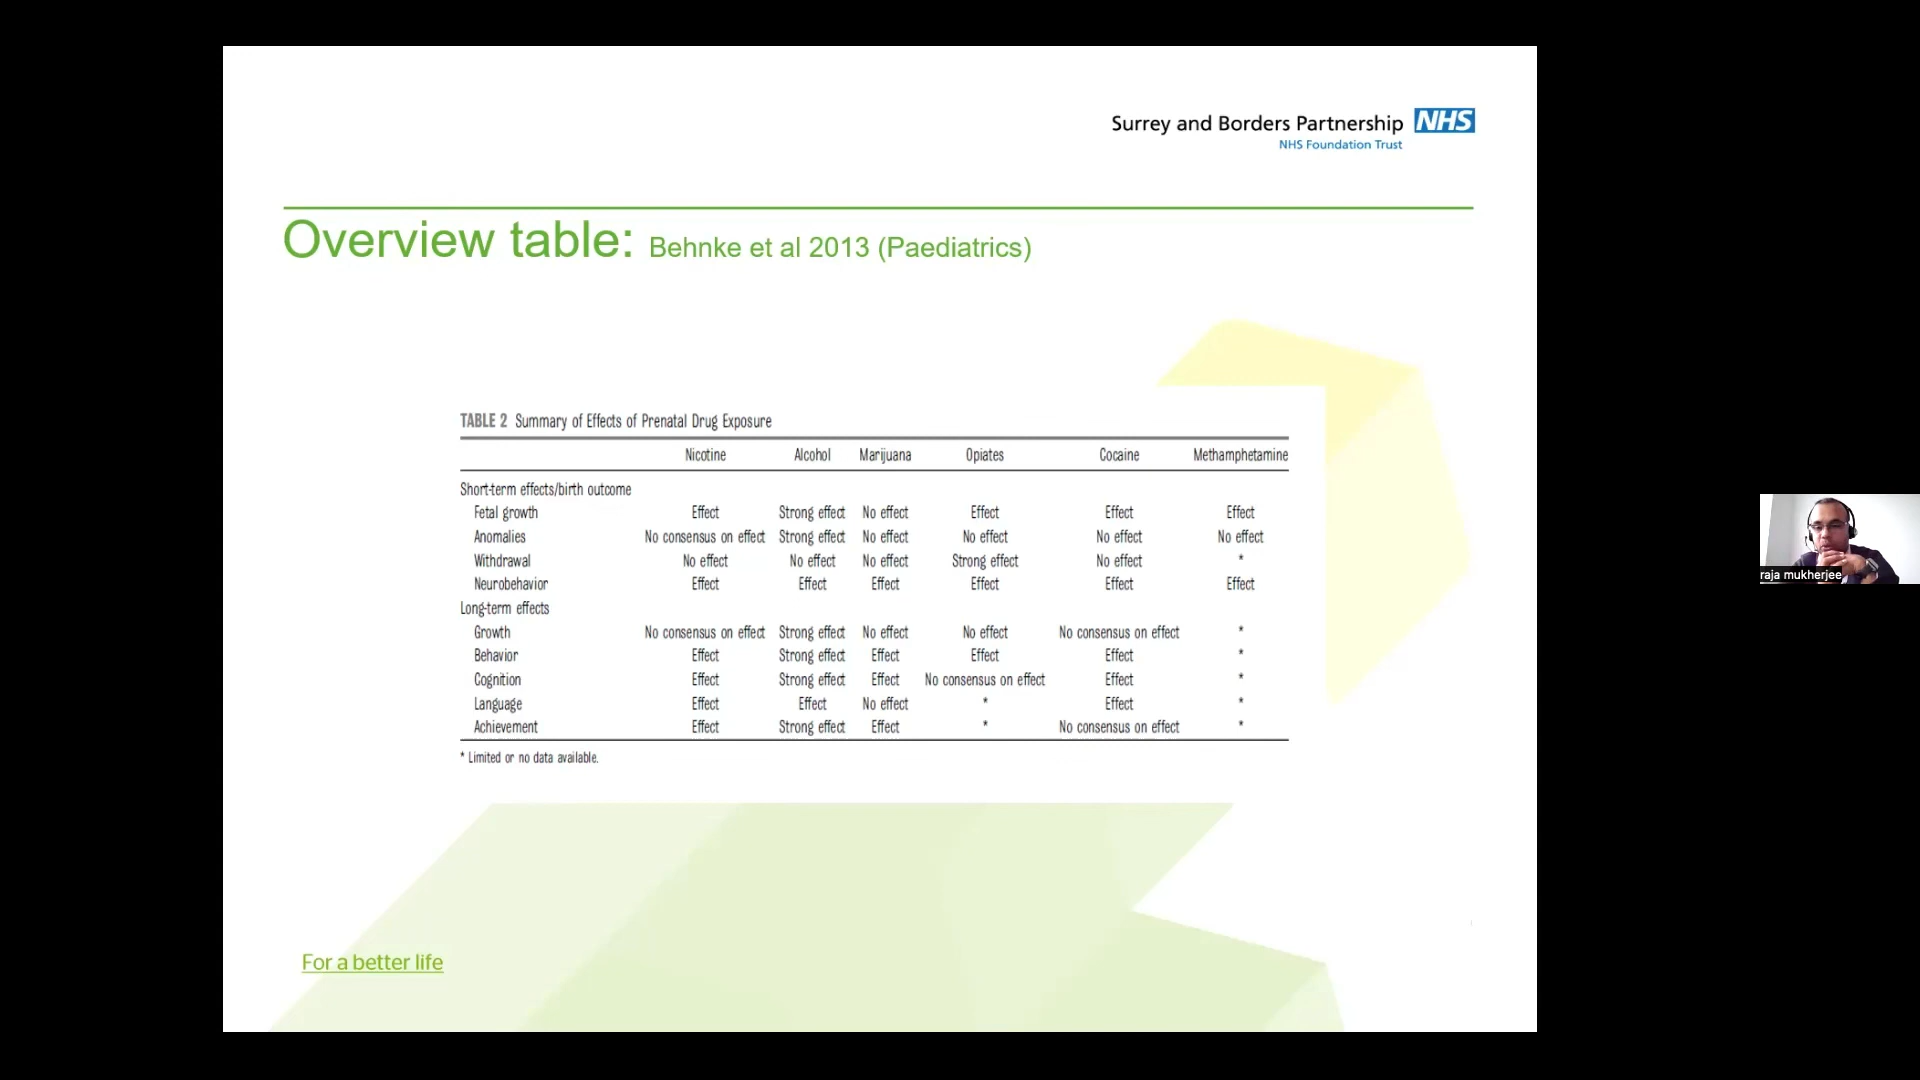 Surrey and Borders Partnership NHS
NHS Foundation Trust
Overview table: Behnke et al 2013 (Paediatrics)
TABLE 2 Summary of Effects of Prenatal Drug Exposure
Nicotine Alcohol Marijuana Opiates Cocaine Methamphetamine
Short-term effects/birth outcome
Fetal growth Effect Strong effect No effect Effect Effect Effect
Anomalies No consensus on effect Strong effect No effect No effect No effect No effect
Withdrawal No effect No effect No effect Strong effect No effect *
Neurobehavior Effect Effect Effect Effect Effect Effect
Long-term effects
Growth No consensus on effect Strong effect No effect No effect No consensus on effect *
Behavior Effect Strong effect Effect Effect Effect *
Cognition Effect Strong effect Effect No consensus on effect Effect *
Language Effect Effect No effect * Effect *
Achievement Effect Strong effect Effect * No consensus on effect *
* Limited or no data available.
raja mukherjee
For a better life